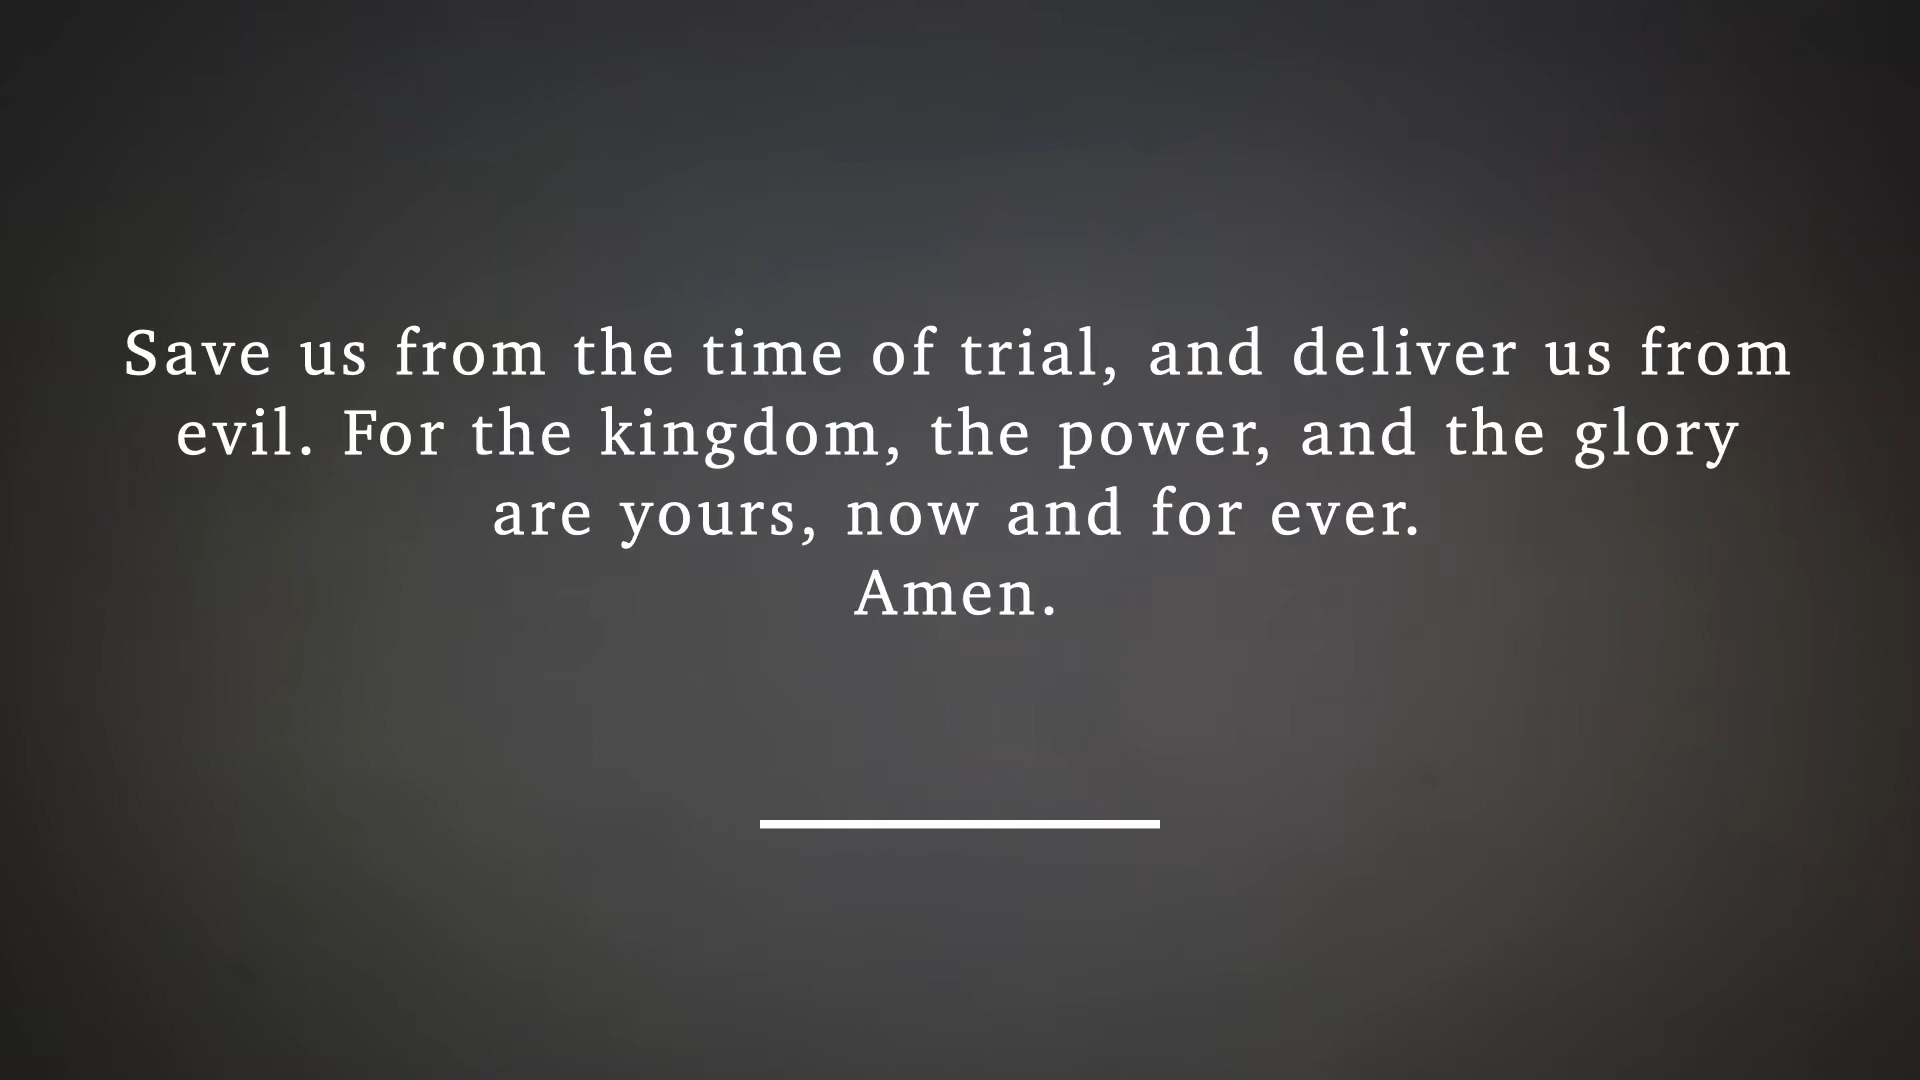 Save us from the time of trial, and deliver us from
evil. For the kingdom, the power, and the glory
are yours, now and for ever.
Amen.